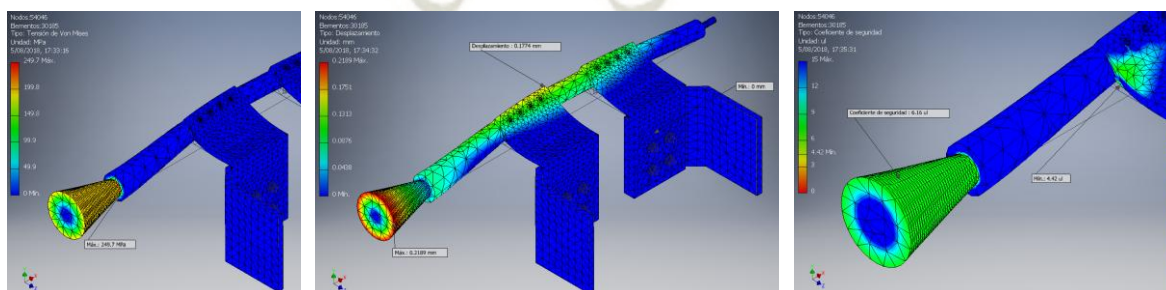 Nodos:54046
Elementos:30185
Tipo: Tensión de Von Mises
Unidad: MPa
5/08/2018, 17:33:16
249.7 Máx.
199.8
149.8
99.9
49.9
0 Mín.
Máx.: 249.7 MPa
Nodos:54046
Elementos:30185
Tipo: Desplazamiento
Unidad: mm
5/08/2018, 17:34:32
0.2189 Máx.
0.1751
0.1313
0.0876
0.0438
0 Mín.
Desplazamiento : 0.1774 mm
Mín.: 0 mm
Máx.: 0.2189 mm
Nodos:54046
Elementos:30185
Tipo: Coeficiente de seguridad
Unidad: ul
5/08/2018, 17:35:31
15 Máx.
12
9
6
4.42 Mín.
3
0
Coeficiente de seguridad : 6.16 ul
Mín.: 4.42 ul